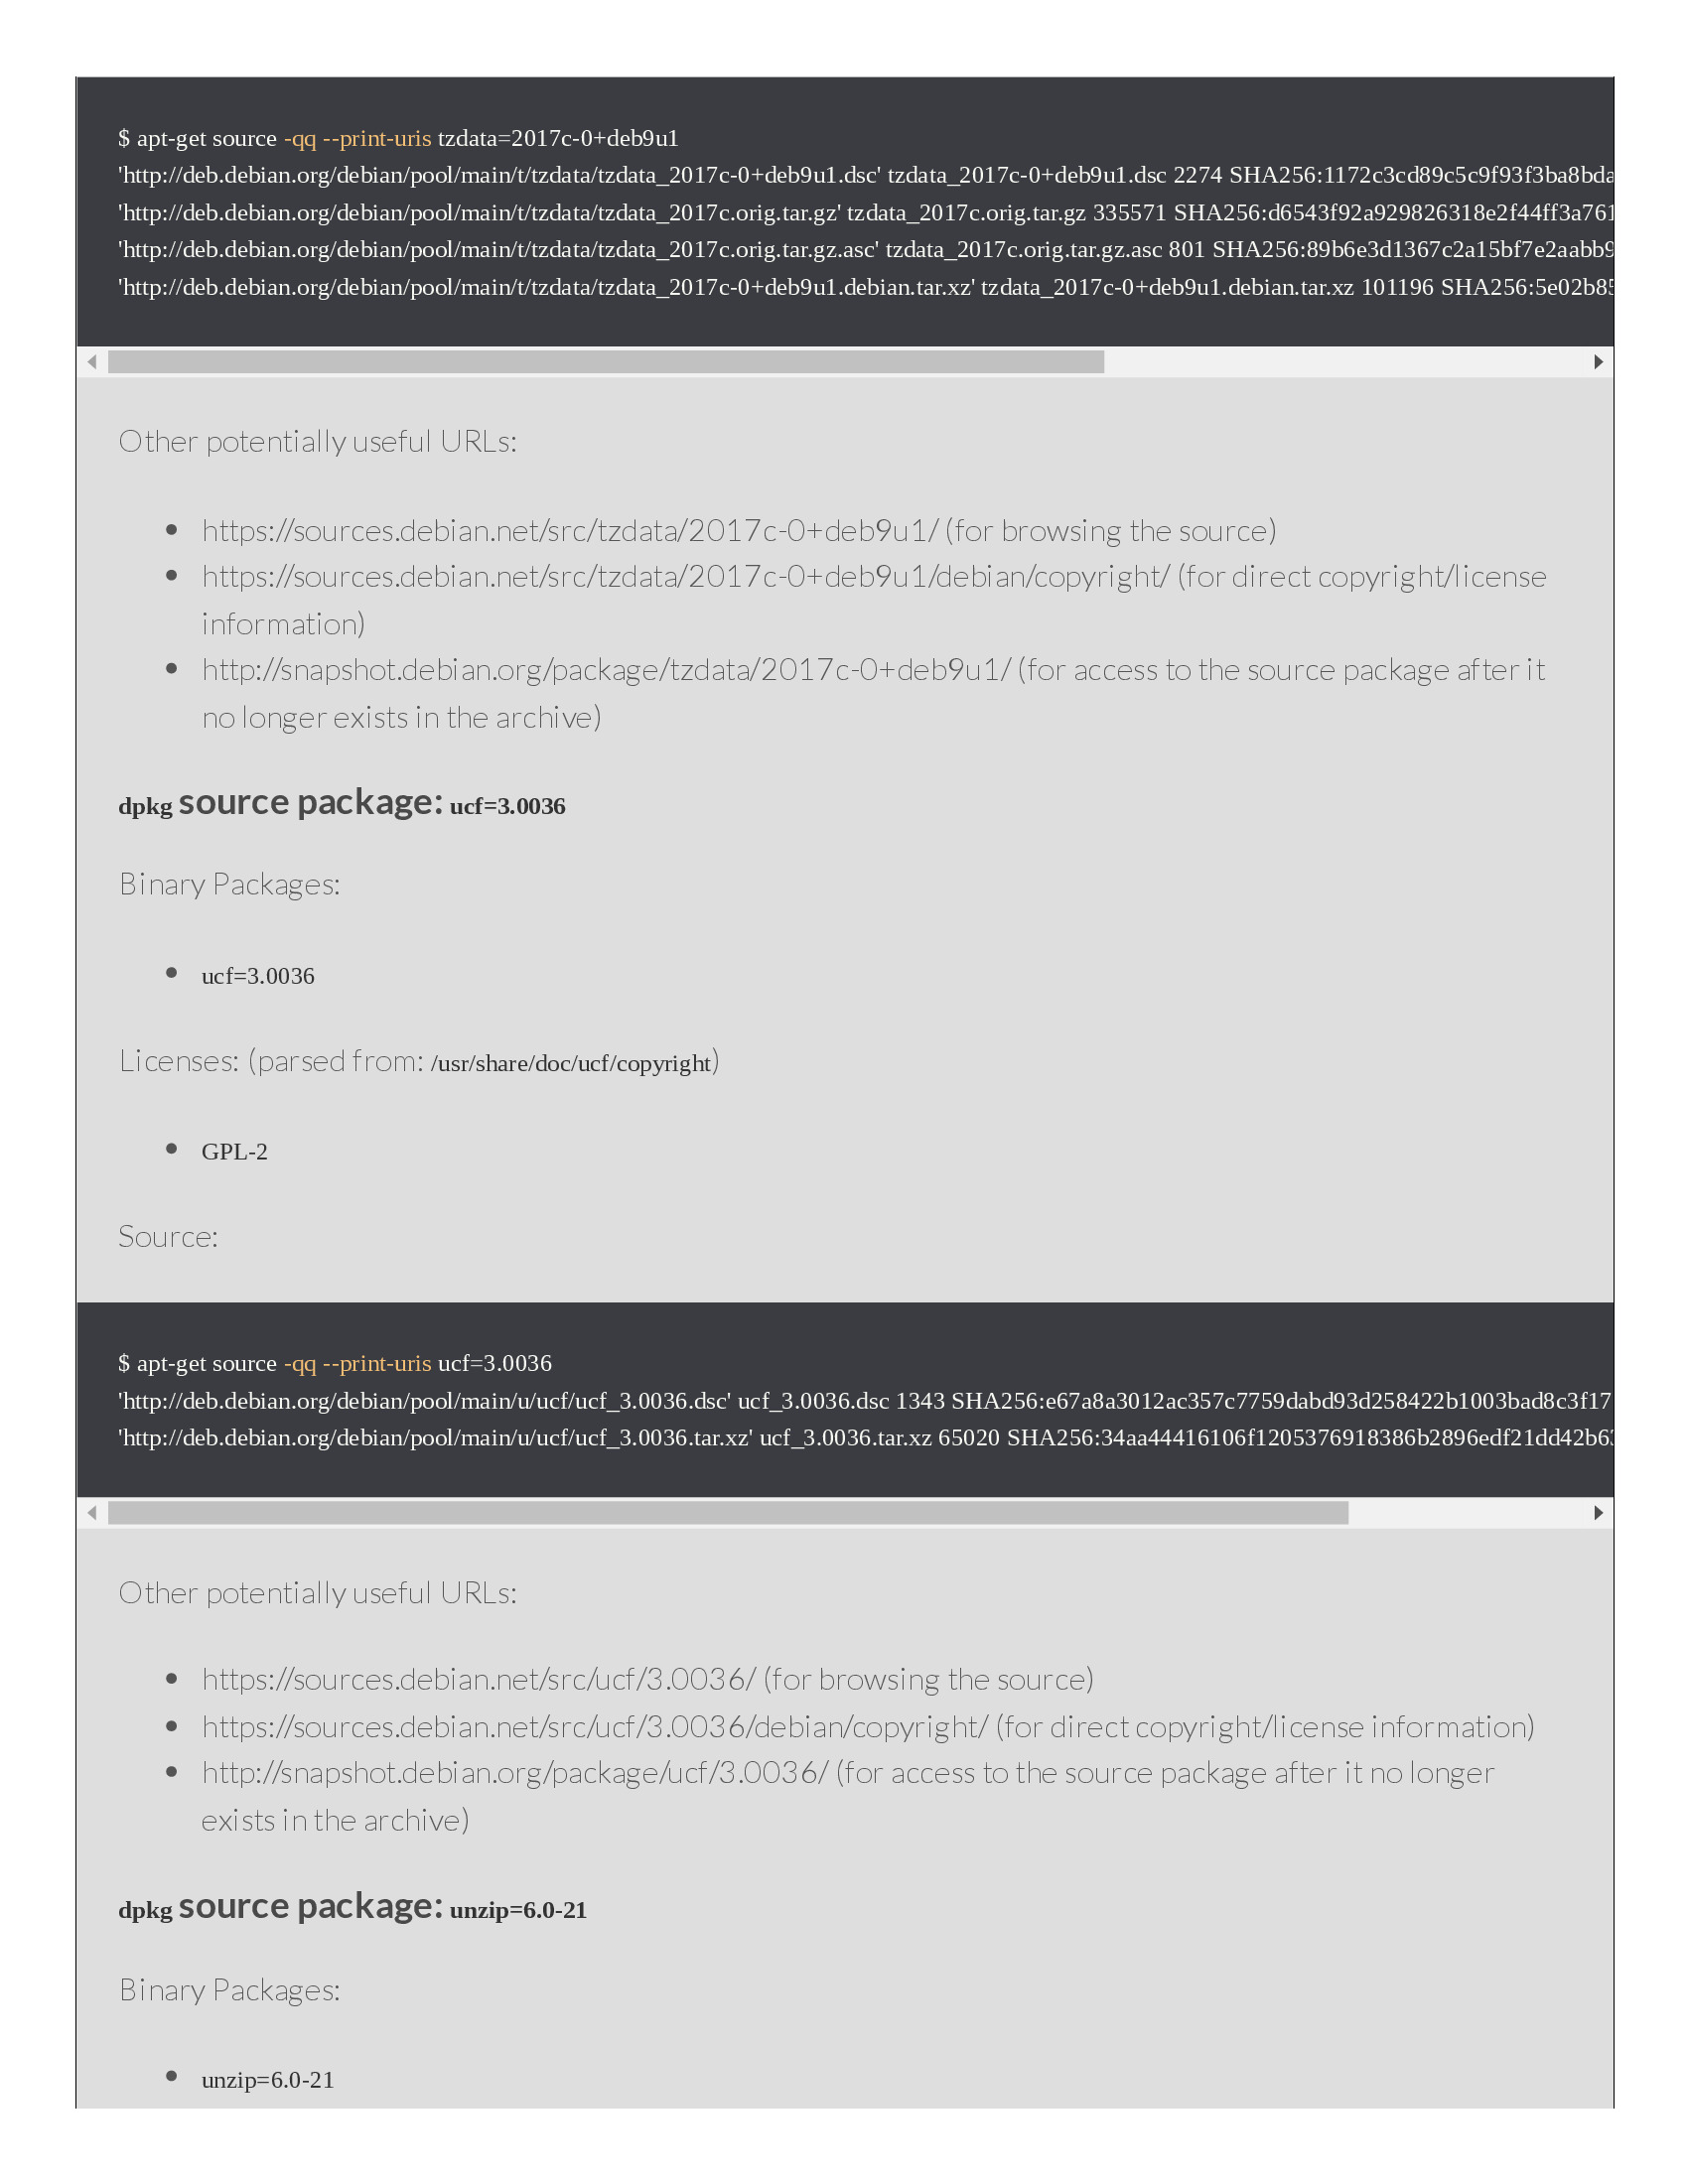 $ apt-get source -qq --print-uris tzdata=2017c-0+deb9u1
'http://deb.debian.org/debian/pool/main/t/tzdata/tzdata_2017c-0+deb9u1.dsc' tzdata_2017c-0+deb9u1.dsc 2274 SHA256:1172c3cd89c5c9f93f3ba8bda
'http://deb.debian.org/debian/pool/main/t/tzdata/tzdata_2017c.orig.tar.gz' tzdata_2017c.orig.tar.gz 335571 SHA256:d6543f92a929826318e2f44ff3a761
'http://deb.debian.org/debian/pool/main/t/tzdata/tzdata_2017c.orig.tar.gz.asc' tzdata_2017c.orig.tar.gz.asc 801 SHA256:89b6e3d1367c2a15bf7e2aabb9
'http://deb.debian.org/debian/pool/main/t/tzdata/tzdata_2017c-0+deb9u1.debian.tar.xz' tzdata_2017c-0+deb9u1.debian.tar.xz 101196 SHA256:5e02b85
Other potentially useful URLs:
• https://sources.debian.net/src/tzdata/2017c-0+deb9u1/ (for browsing the source)
• https://sources.debian.net/src/tzdata/2017c-0+deb9u1/debian/copyright/ (for direct copyright/license
information)
• http://snapshot.debian.org/package/tzdata/2017c-0+deb9u1/ (for access to the source package after it
no longer exists in the archive)
dpkg source package: ucf=3.0036
Binary Packages:
• ucf=3.0036
Licenses: (parsed from: /usr/share/doc/ucf/copyright)
• GPL-2
Source:
$ apt-get source -qq --print-uris ucf=3.0036
'http://deb.debian.org/debian/pool/main/u/ucf/ucf_3.0036.dsc' ucf_3.0036.dsc 1343 SHA256:e67a8a3012ac357c7759dabd93d258422b1003bad8c3f17
'http://deb.debian.org/debian/pool/main/u/ucf/ucf_3.0036.tar.xz' ucf_3.0036.tar.xz 65020 SHA256:34aa44416106f1205376918386b2896edf21dd42b63
Other potentially useful URLs:
• https://sources.debian.net/src/ucf/3.0036/ (for browsing the source)
• https://sources.debian.net/src/ucf/3.0036/debian/copyright/ (for direct copyright/license information)
• http://snapshot.debian.org/package/ucf/3.0036/ (for access to the source package after it no longer
exists in the archive)
dpkg source package: unzip=6.0-21
Binary Packages:
• unzip=6.0-21